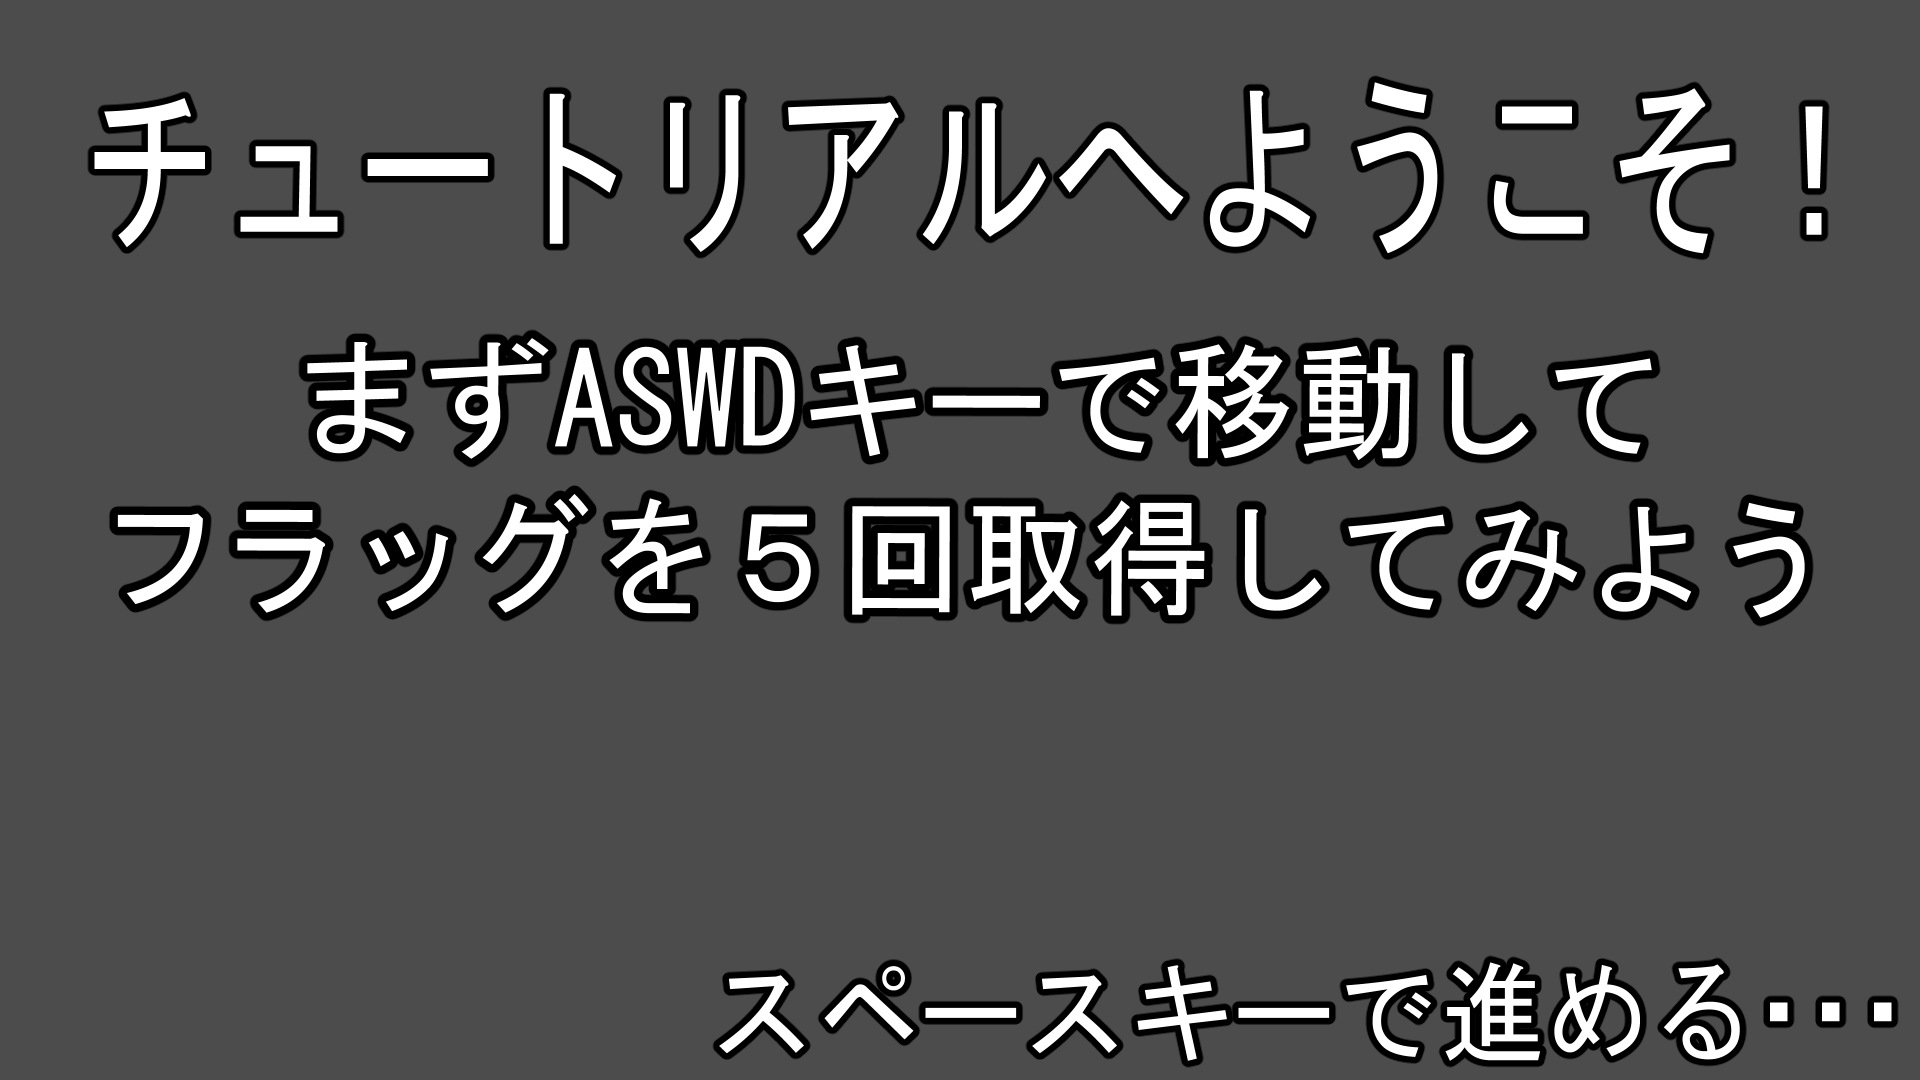 チュートリアルへようこそ！
まずASWDキーで移動して
フラッグを５回取得してみよう
スペースキーで進める･･･